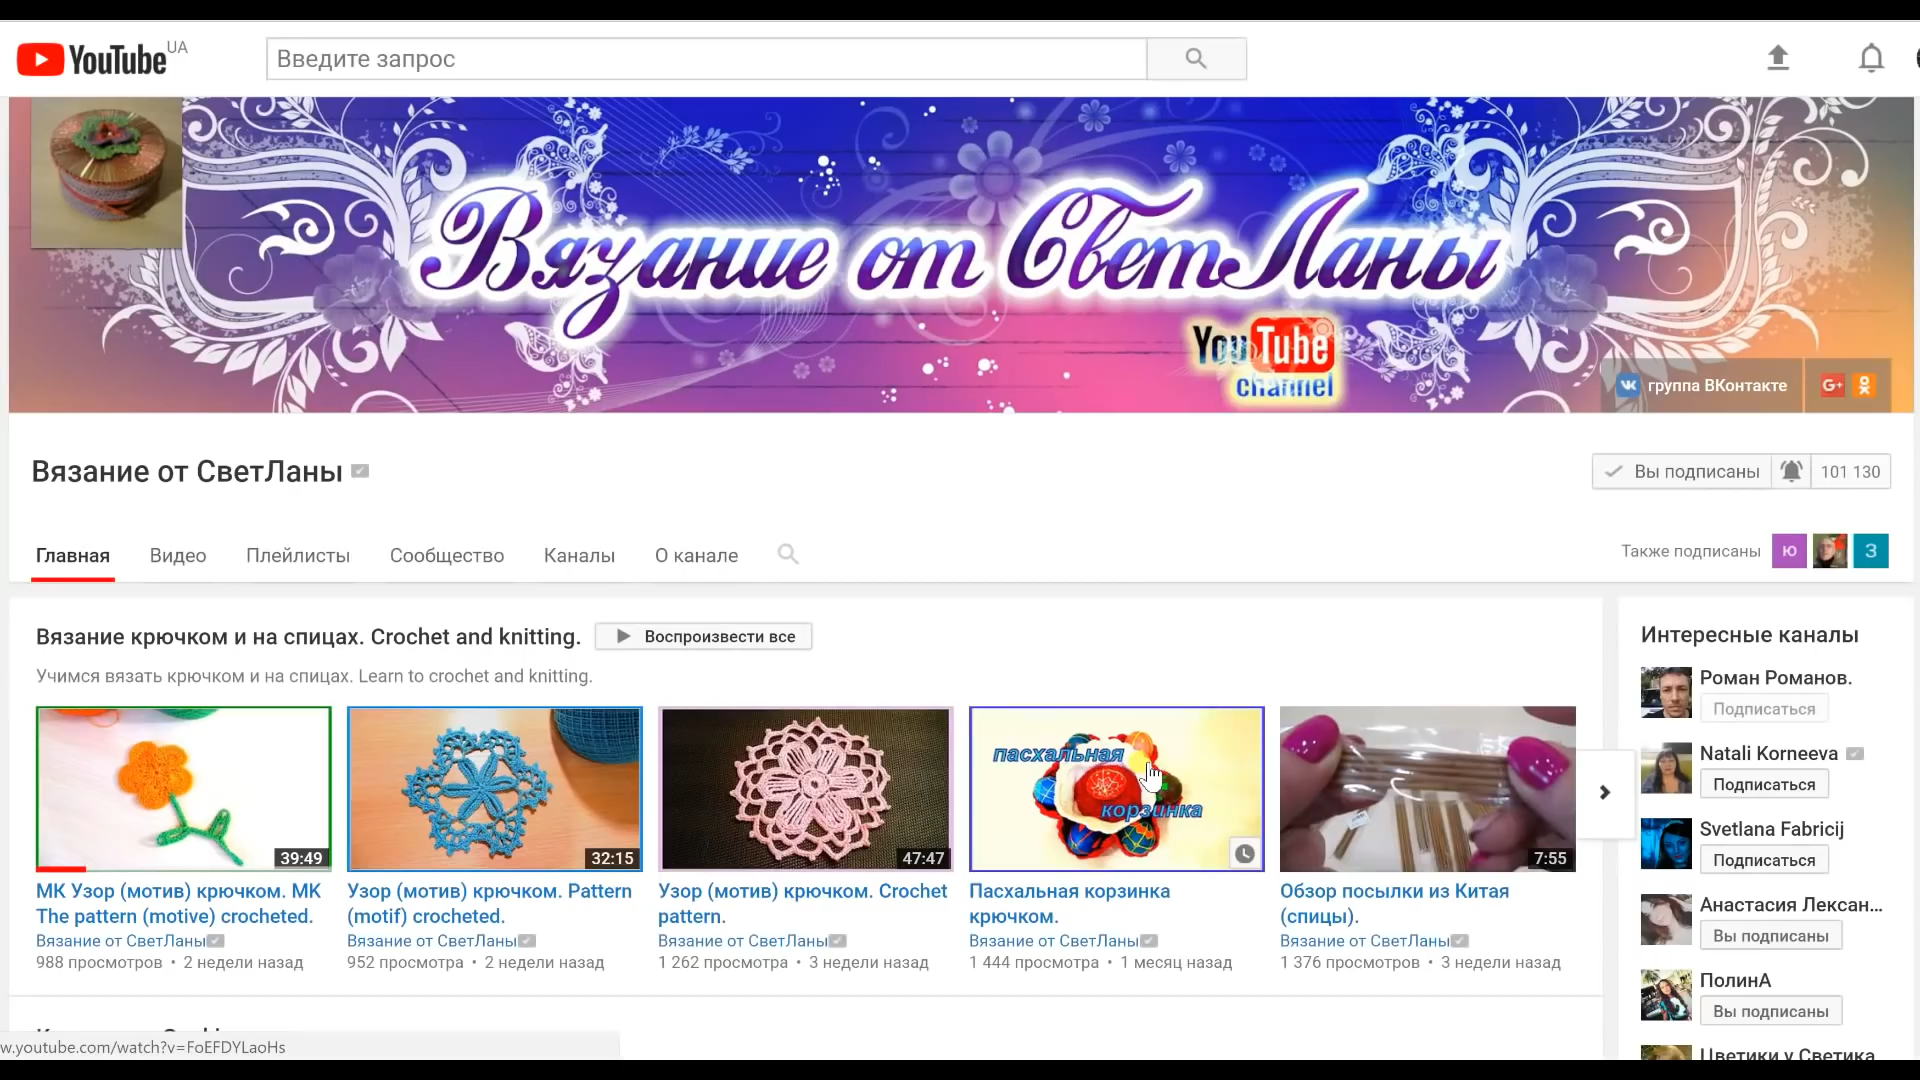 YouTube UA
Введите запрос
Вязание от СветЛаны
YouTube
channel
группа ВКонтакте
G+
Вязание от СветЛаны
Вы подписаны
101 130
Главная
Видео
Плейлисты
Сообщество
Каналы
О канале
Также подписаны
Ю
З
Вязание крючком и на спицах. Crochet and knitting.
Воспроизвести все
Учимся вязать крючком и на спицах. Learn to crochet and knitting.
39:49
МК Узор (мотив) крючком. MK
The pattern (motive) crocheted.
Вязание от СветЛаны
988 просмотров • 2 недели назад
32:15
Узор (мотив) крючком. Pattern
(motif) crocheted.
Вязание от СветЛаны
952 просмотра • 2 недели назад
47:47
Узор (мотив) крючком. Crochet
pattern.
Вязание от СветЛаны
1 262 просмотра • 3 недели назад
пасхальная
корзинка
Пасхальная корзинка
крючком.
Вязание от СветЛаны
1 444 просмотра • 1 месяц назад
7:55
Обзор посылки из Китая
(спицы).
Вязание от СветЛаны
1 376 просмотров • 3 недели назад
Интересные каналы
Роман Романов.
Подписаться
Natali Korneeva
Подписаться
Svetlana Fabricij
Подписаться
Анастасия Лексан...
Вы подписаны
ПолинА
Вы подписаны
Цветики у Светика
w.youtube.com/watch?v=FoEFDYLaoHs